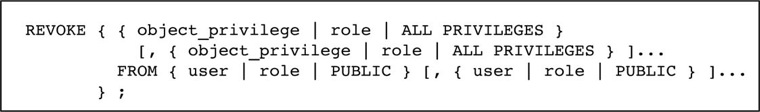 REVOKE { { object_privilege | role | ALL PRIVILEGES }
[, { object_privilege | role | ALL PRIVILEGES } ]...
FROM { user | role | PUBLIC } [, { user | role | PUBLIC } ]...
} ;